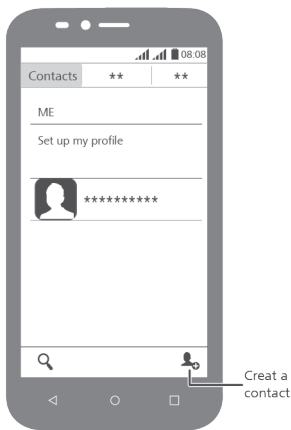 08:08
Contacts ** **
ME
Set up my profile
**********
Creat a
contact